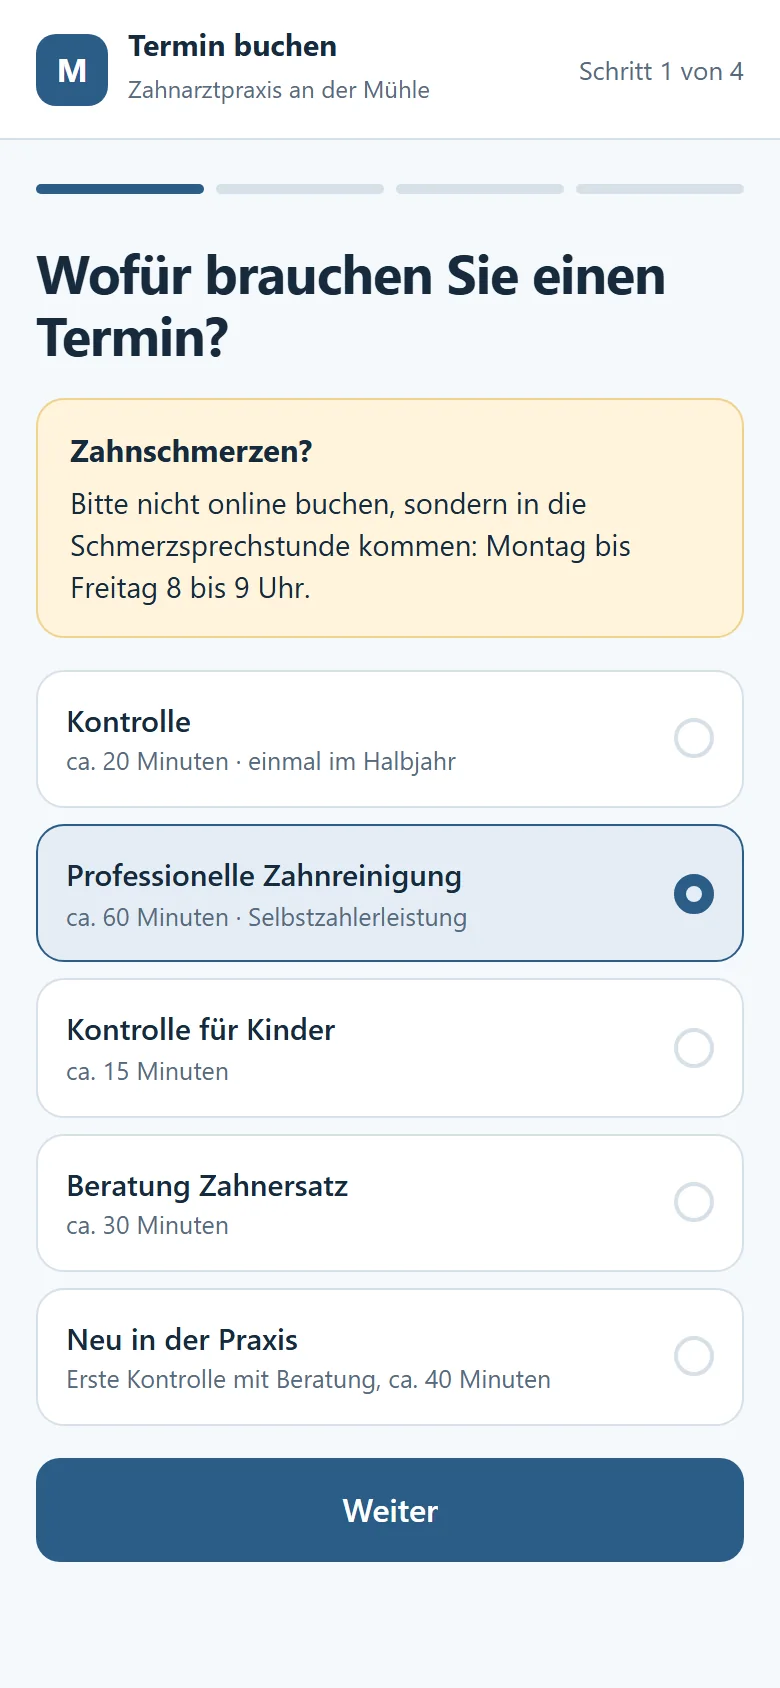 M
Termin buchen
Zahnarztpraxis an der Mühle
Schritt 1 von 4
Wofür brauchen Sie einen
Termin?
Zahnschmerzen?
Bitte nicht online buchen, sondern in die
Schmerzsprechstunde kommen: Montag bis
Freitag 8 bis 9 Uhr.
Kontrolle
ca. 20 Minuten · einmal im Halbjahr
Professionelle Zahnreinigung
ca. 60 Minuten · Selbstzahlerleistung
Kontrolle für Kinder
ca. 15 Minuten
Beratung Zahnersatz
ca. 30 Minuten
Neu in der Praxis
Erste Kontrolle mit Beratung, ca. 40 Minuten
Weiter